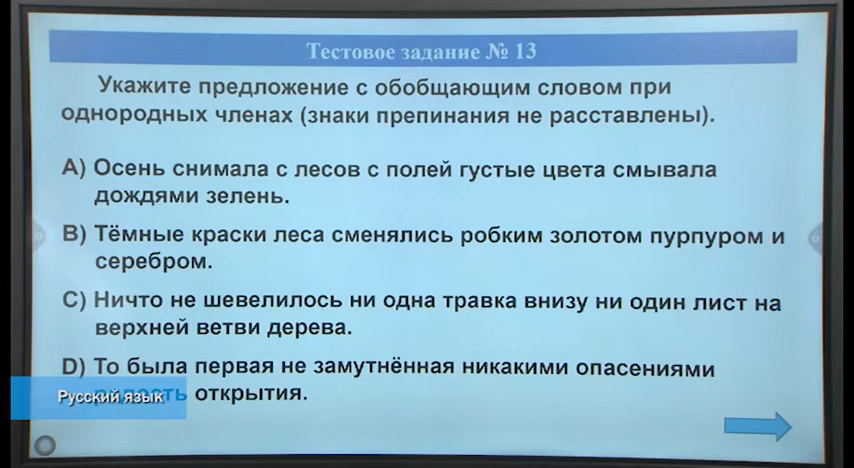 Тестовое задание № 13
Укажите предложение с обобщающим словом при
однородных членах (знаки препинания не расставлены).
A) Осень снимала с лесов с полей густые цвета смывала
дождями зелень.
B) Тёмные краски леса сменялись робким золотом пурпуром и
серебром.
C) Ничто не шевелилось ни одна травка внизу ни один лист на
верхней ветви дерева.
D) То была первая не замутнённая никакими опасениями
радость открытия.
Русский язык